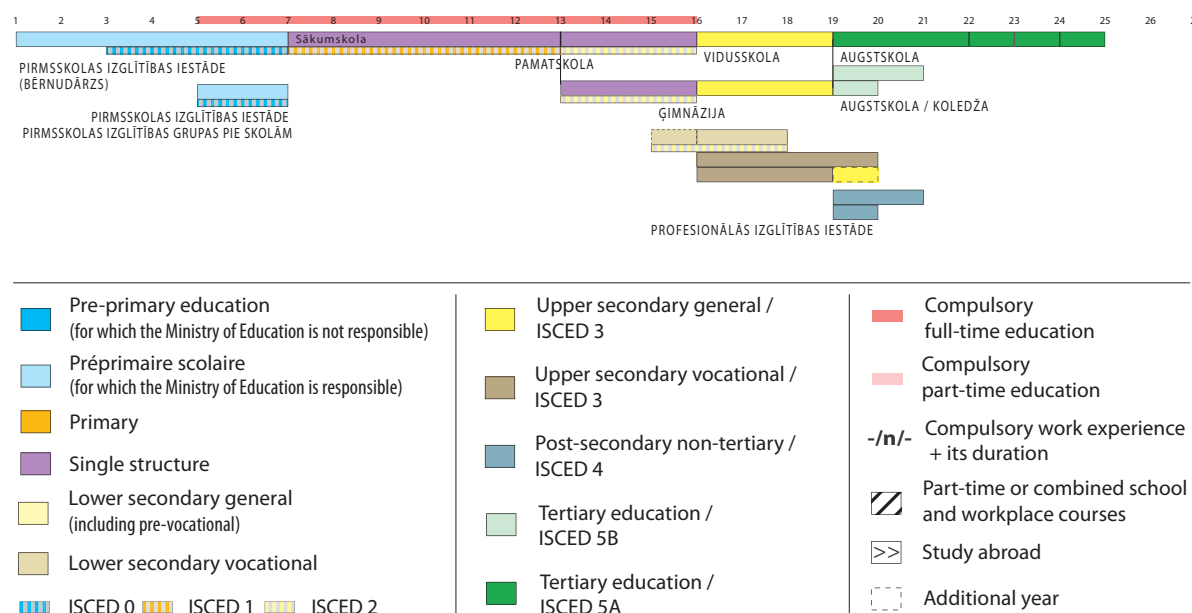 1 2 3 4 5 6 7 8 9 10 11 12 13 14 15 16 17 18 19 20 21 22 23 24 25 26
Sākumskola
PIRMSSKOLAS IZGLĪTĪBAS IESTĀDE
(BĒRNUDĀRZS)
PAMATSKOLA
VIDUSSKOLA
AUGSTSKOLA
PIRMSSKOLAS IZGLĪTĪBAS IESTĀDE
PIRMSSKOLAS IZGLĪTĪBAS GRUPAS PIE SKOLĀM
ĢIMNĀZIJA
AUGSTSKOLA / KOLEDŽA
PROFESIONĀLĀS IZGLĪTĪBAS IESTĀDE
Pre-primary education
(for which the Ministry of Education is not responsible)
Préprimaire scolaire
(for which the Ministry of Education is responsible)
Primary
Single structure
Lower secondary general
(including pre-vocational)
Lower secondary vocational
ISCED 0 ISCED 1 ISCED 2
Upper secondary general /
ISCED 3
Upper secondary vocational /
ISCED 3
Post-secondary non-tertiary /
ISCED 4
Tertiary education /
ISCED 5B
Tertiary education /
ISCED 5A
Compulsory
full-time education
Compulsory
part-time education
-/n/- Compulsory work experience
+ its duration
Part-time or combined school
and workplace courses
>> Study abroad
Additional year